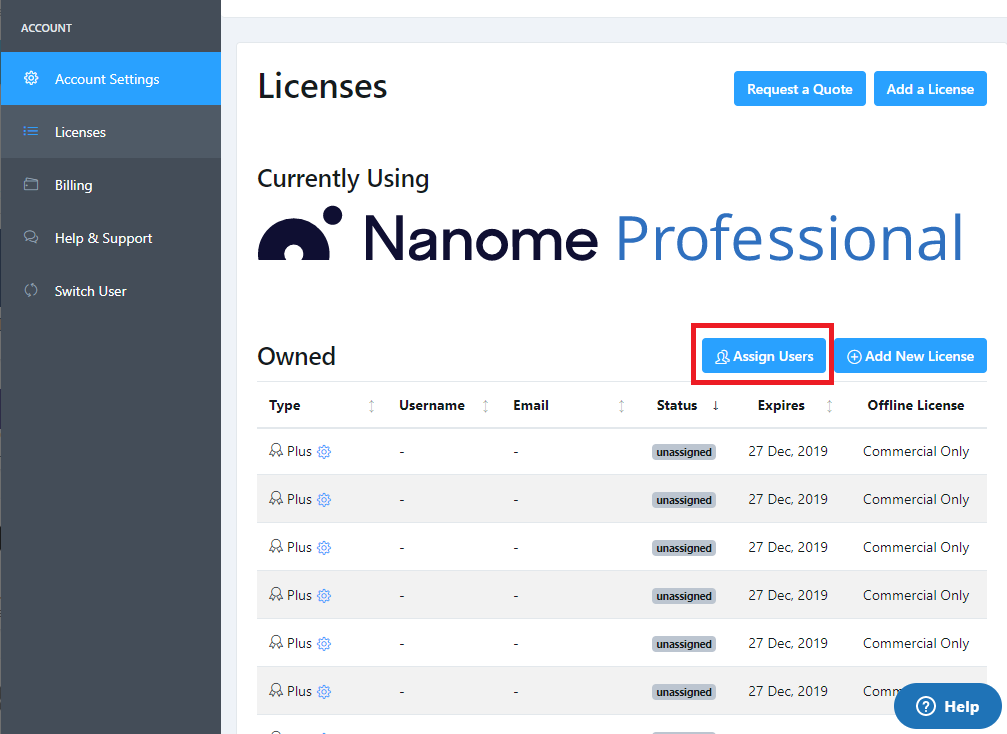 ACCOUNT
Account Settings
Licenses
Billing
Help & Support
Switch User
Licenses
Request a Quote
Add a License
Currently Using
Nanome Professional
Owned
Assign Users
Add New License
Type Username Email Status Expires Offline License
Plus - - unassigned 27 Dec, 2019 Commercial Only
Plus - - unassigned 27 Dec, 2019 Commercial Only
Plus - - unassigned 27 Dec, 2019 Commercial Only
Plus - - unassigned 27 Dec, 2019 Commercial Only
Plus - - unassigned 27 Dec, 2019 Commercial Only
Plus - - unassigned 27 Dec, 2019
Help